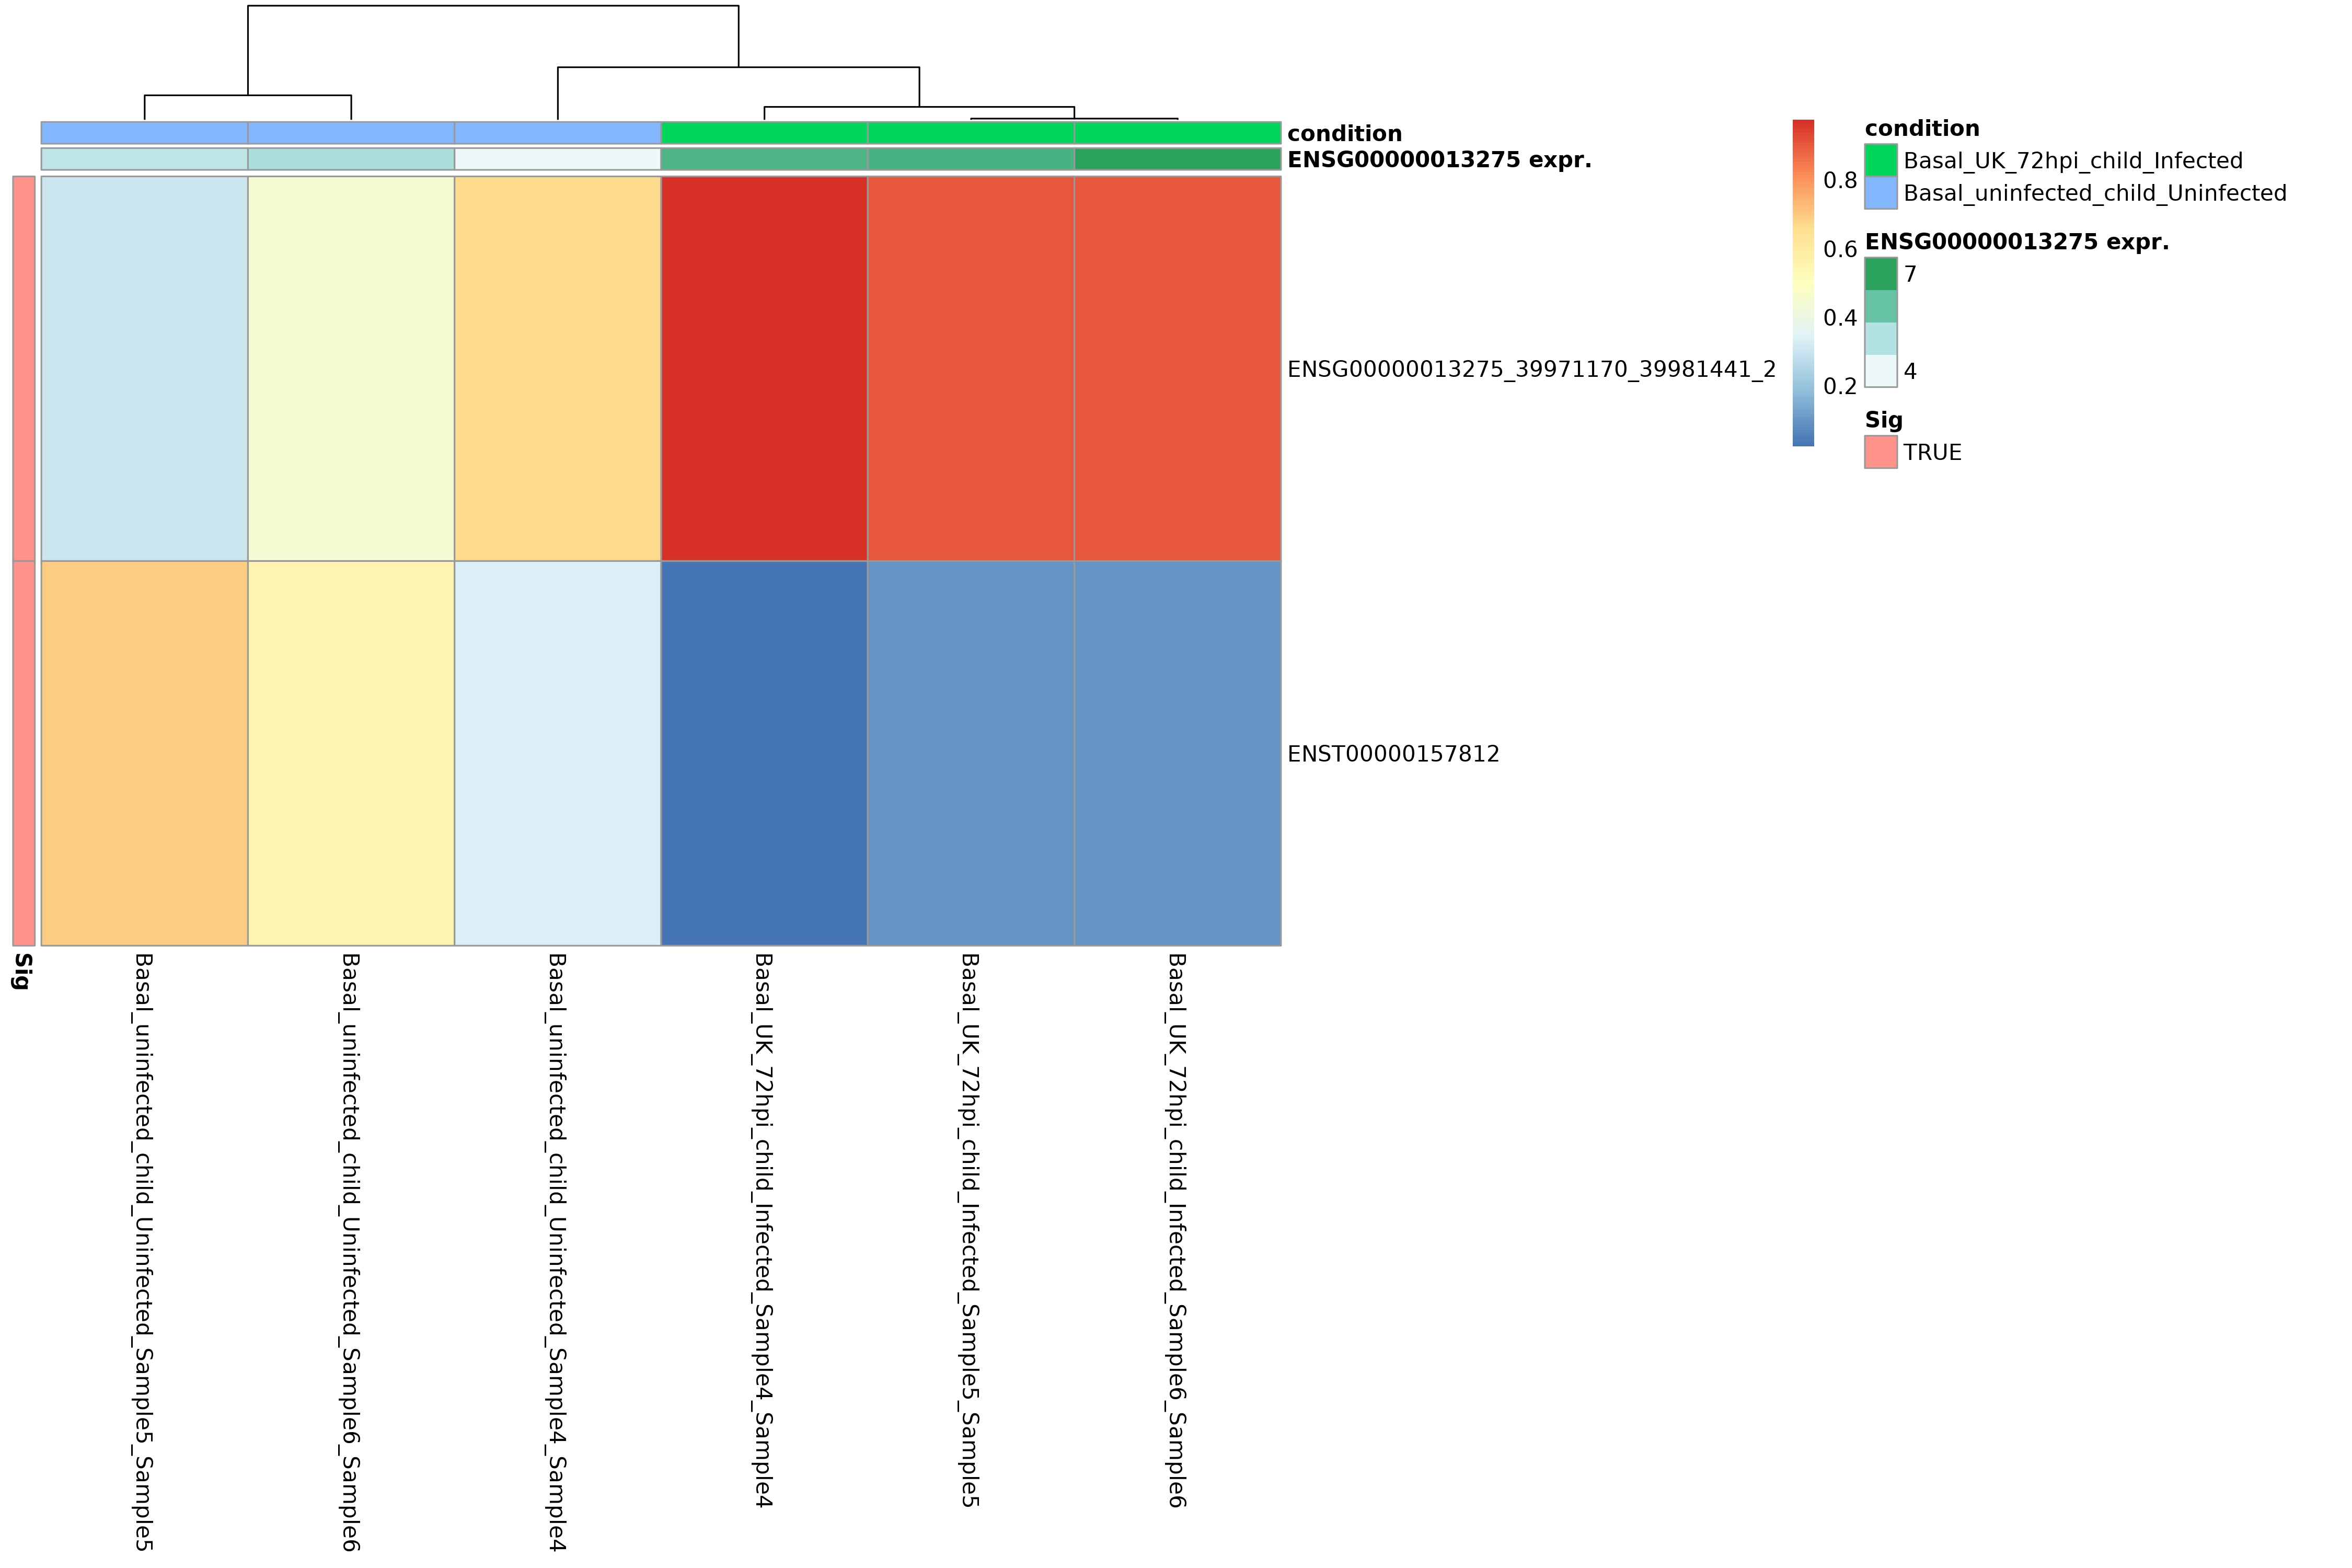 condition
ENSG00000013275 expr.
ENSG00000013275_39971170_39981441_2
ENST00000157812
0.8
0.6
0.4
0.2
condition
Basal_UK_72hpi_child_Infected
Basal_uninfected_child_Uninfected
ENSG00000013275 expr.
7
4
Sig
TRUE
Sig
Basal_uninfected_child_Uninfected_Sample5_Sample5
Basal_uninfected_child_Uninfected_Sample6_Sample6
Basal_uninfected_child_Uninfected_Sample4_Sample4
Basal_UK_72hpi_child_Infected_Sample4_Sample4
Basal_UK_72hpi_child_Infected_Sample5_Sample5
Basal_UK_72hpi_child_Infected_Sample6_Sample6